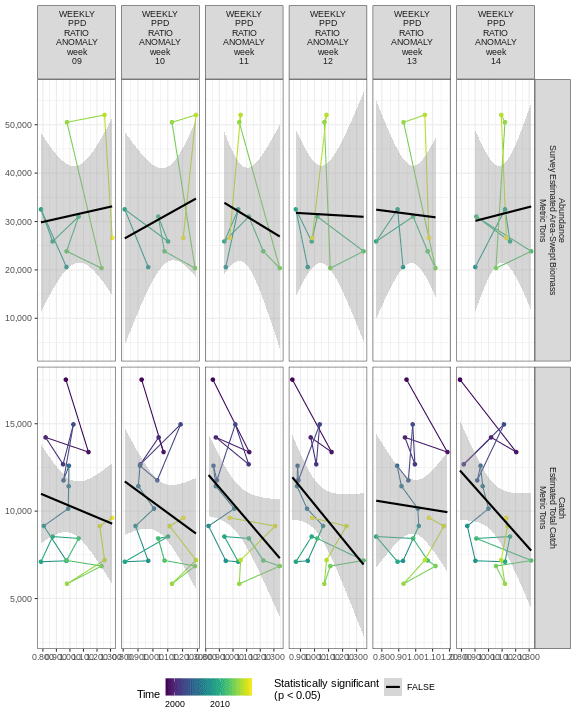 WEEKLY
PPD
RATIO
ANOMALY
week
09
WEEKLY
PPD
RATIO
ANOMALY
week
10
WEEKLY
PPD
RATIO
ANOMALY
week
11
WEEKLY
PPD
RATIO
ANOMALY
week
12
WEEKLY
PPD
RATIO
ANOMALY
week
13
WEEKLY
PPD
RATIO
ANOMALY
week
14
50,000
40,000
30,000
20,000
10,000
Abundance
Survey Estimated Area-Swept Biomass
Metric Tons
15,000
10,000
5,000
Catch
Estimated Total Catch
Metric Tons
Time
2000
2010
Statistically significant
(p < 0.05)
FALSE